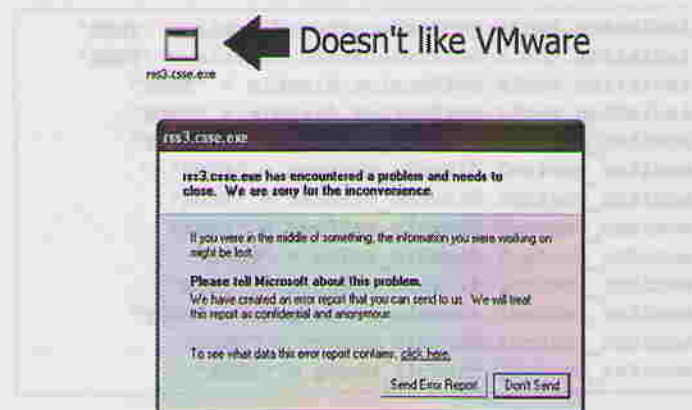 Doesn't like VMware
rss3.csse.exe
rss3.csse.exe
rss3.csse.exe has encountered a problem and needs to
close. We are sorry for the inconvenience.
If you were in the middle of something, the information you were working on
might be lost.
Please tell Microsoft about this problem.
We have created an error report that you can send to us. We will treat
this report as confidential and anonymous.
To see what data this error report contains, click here.
Send Error Report
Don't Send